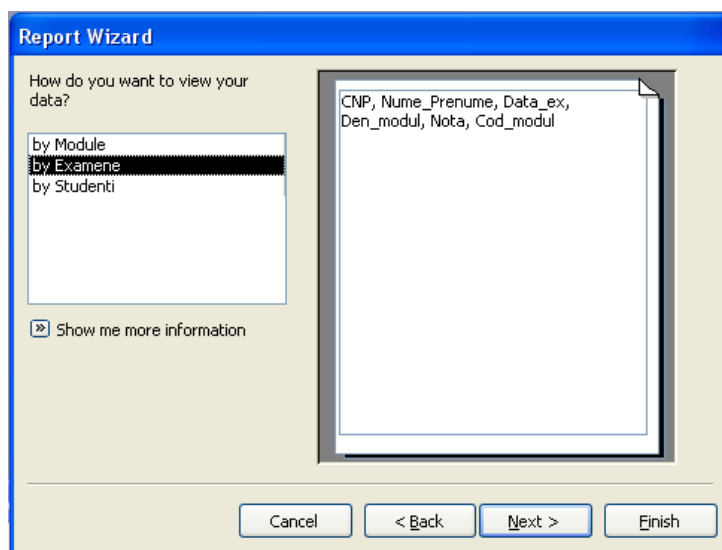 Report Wizard
How do you want to view your
data?
by Module
by Examene
by Studenti
Show me more information
CNP, Nume_Prenume, Data_ex,
Den_modul, Nota, Cod_modul
Cancel
< Back
Next >
Finish